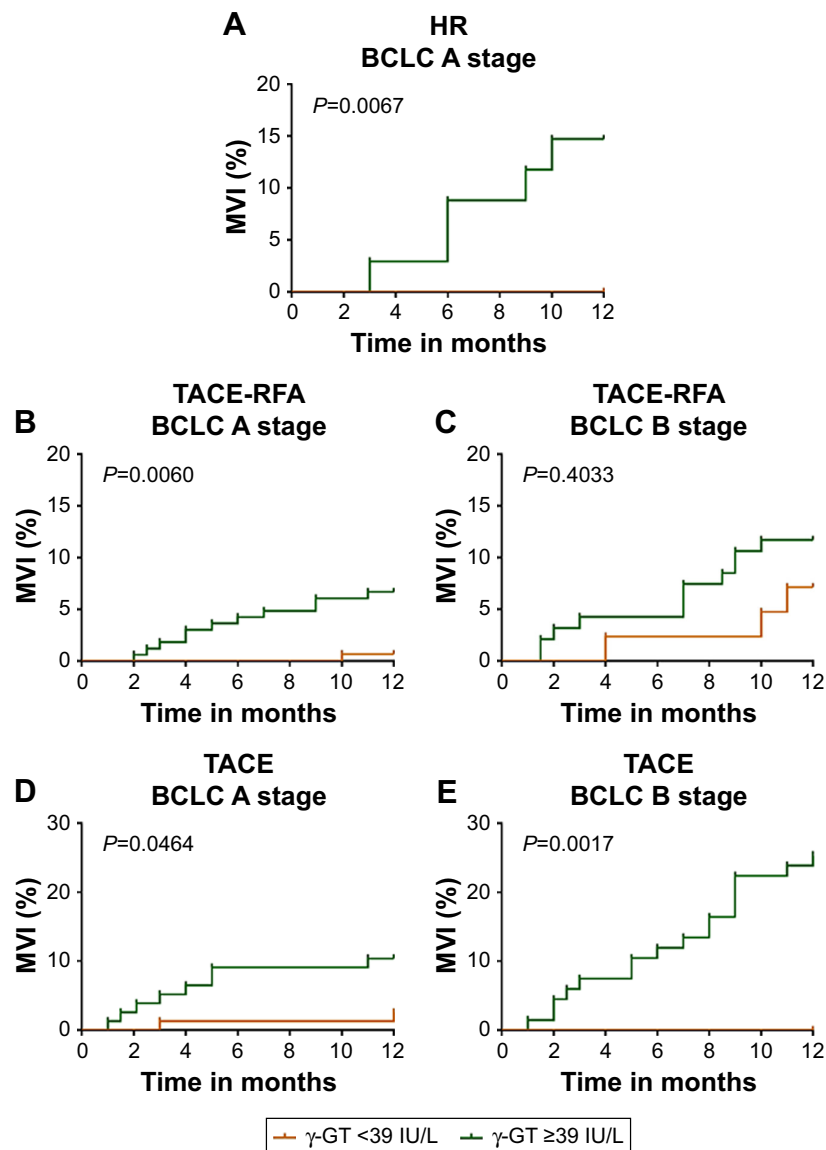 A
HR
BCLC A stage
P=0.0067
MVI (%)
20
15
10
5
0
0 2 4 6 8 10 12
Time in months
B
TACE-RFA
BCLC A stage
P=0.0060
MVI (%)
20
15
10
5
0
0 2 4 6 8 10 12
Time in months
C
TACE-RFA
BCLC B stage
P=0.4033
MVI (%)
20
15
10
5
0
0 2 4 6 8 10 12
Time in months
D
TACE
BCLC A stage
P=0.0464
MVI (%)
30
20
10
0
0 2 4 6 8 10 12
Time in months
E
TACE
BCLC B stage
P=0.0017
MVI (%)
30
20
10
0
0 2 4 6 8 10 12
Time in months
γ-GT <39 IU/L γ-GT ≥39 IU/L